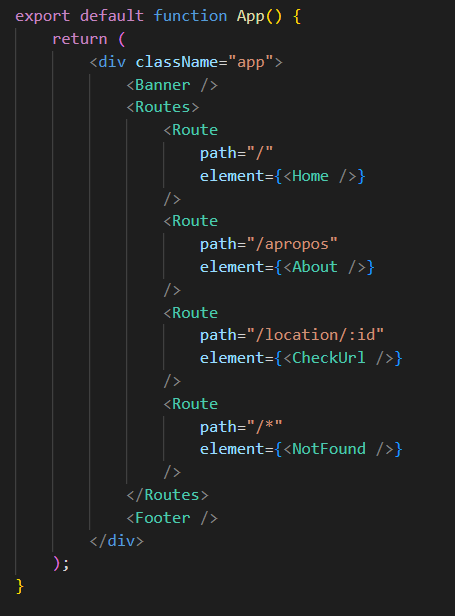 export default function App() {
    return (
        <div className="app">
            <Banner />
            <Routes>
                <Route
                    path="/"
                    element={<Home />}
                />
                <Route
                    path="/apropos"
                    element={<About />}
                />
                <Route
                    path="/location/:id"
                    element={<CheckUrl />}
                />
                <Route
                    path="/*"
                    element={<NotFound />}
                />
            </Routes>
            <Footer />
        </div>
    );
}